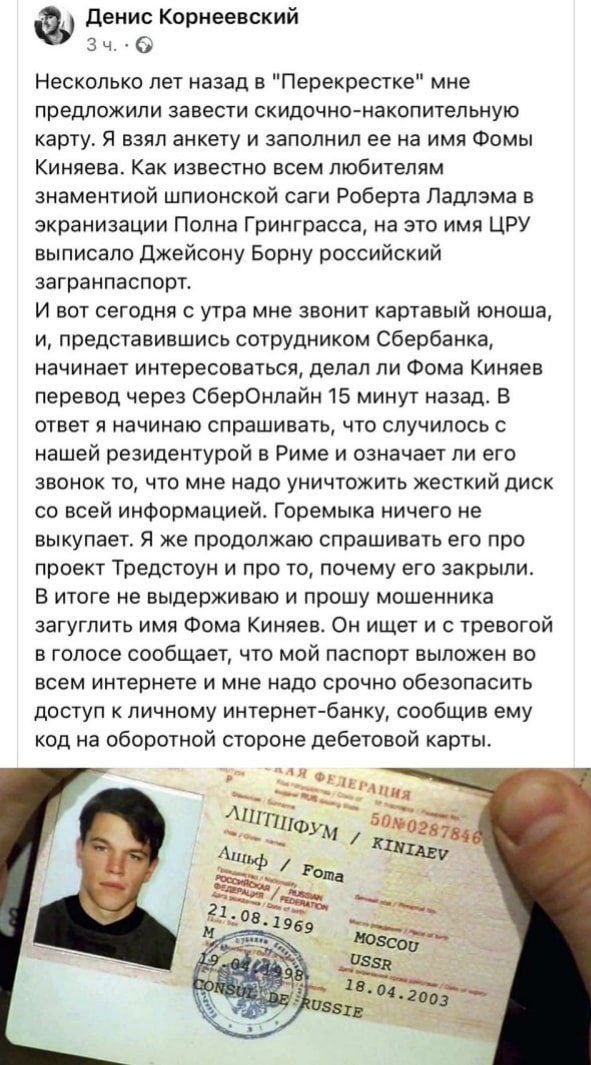 Денис Корнеевский
3 ч. ·
Несколько лет назад в "Перекрестке" мне
предложили завести скидочно-накопительную
карту. Я взял анкету и заполнил ее на имя Фомы
Киняева. Как известно всем любителям
знаментиой шпионской саги Роберта Ладлэма в
экранизации Полна Гринграсса, на это имя ЦРУ
выписало Джейсону Борну российский
загранпаспорт.
И вот сегодня с утра мне звонит картавый юноша,
и, представившись сотрудником Сбербанка,
начинает интересоваться, делал ли Фома Киняев
перевод через СберОнлайн 15 минут назад. В
ответ я начинаю спрашивать, что случилось с
нашей резидентурой в Риме и означает ли его
звонок то, что мне надо уничтожить жесткий диск
со всей информацией. Горемыка ничего не
выкупает. Я же продолжаю спрашивать его про
проект Тредстоун и про то, почему его закрыли.
В итоге не выдерживаю и прошу мошенника
загуглить имя Фома Киняев. Он ищет и с тревогой
в голосе сообщает, что мой паспорт выложен во
всем интернете и мне надо срочно обезопасить
доступ к личному интернет-банку, сообщив ему
код на оборотной стороне дебетовой карты.
ФЕДЕРАЦИЯ
P
50№0287846
ЛШТШФУМ / KINIAEV
Ащьф / Foma
РОССИЙСКАЯ / RUSSIAN
ФЕДЕРАЦИЯ / FEDERATION
21.08.1969
M
MOSCOU
USSR
19.04.1998
18.04.2003
CONSUL DE RUSSIE